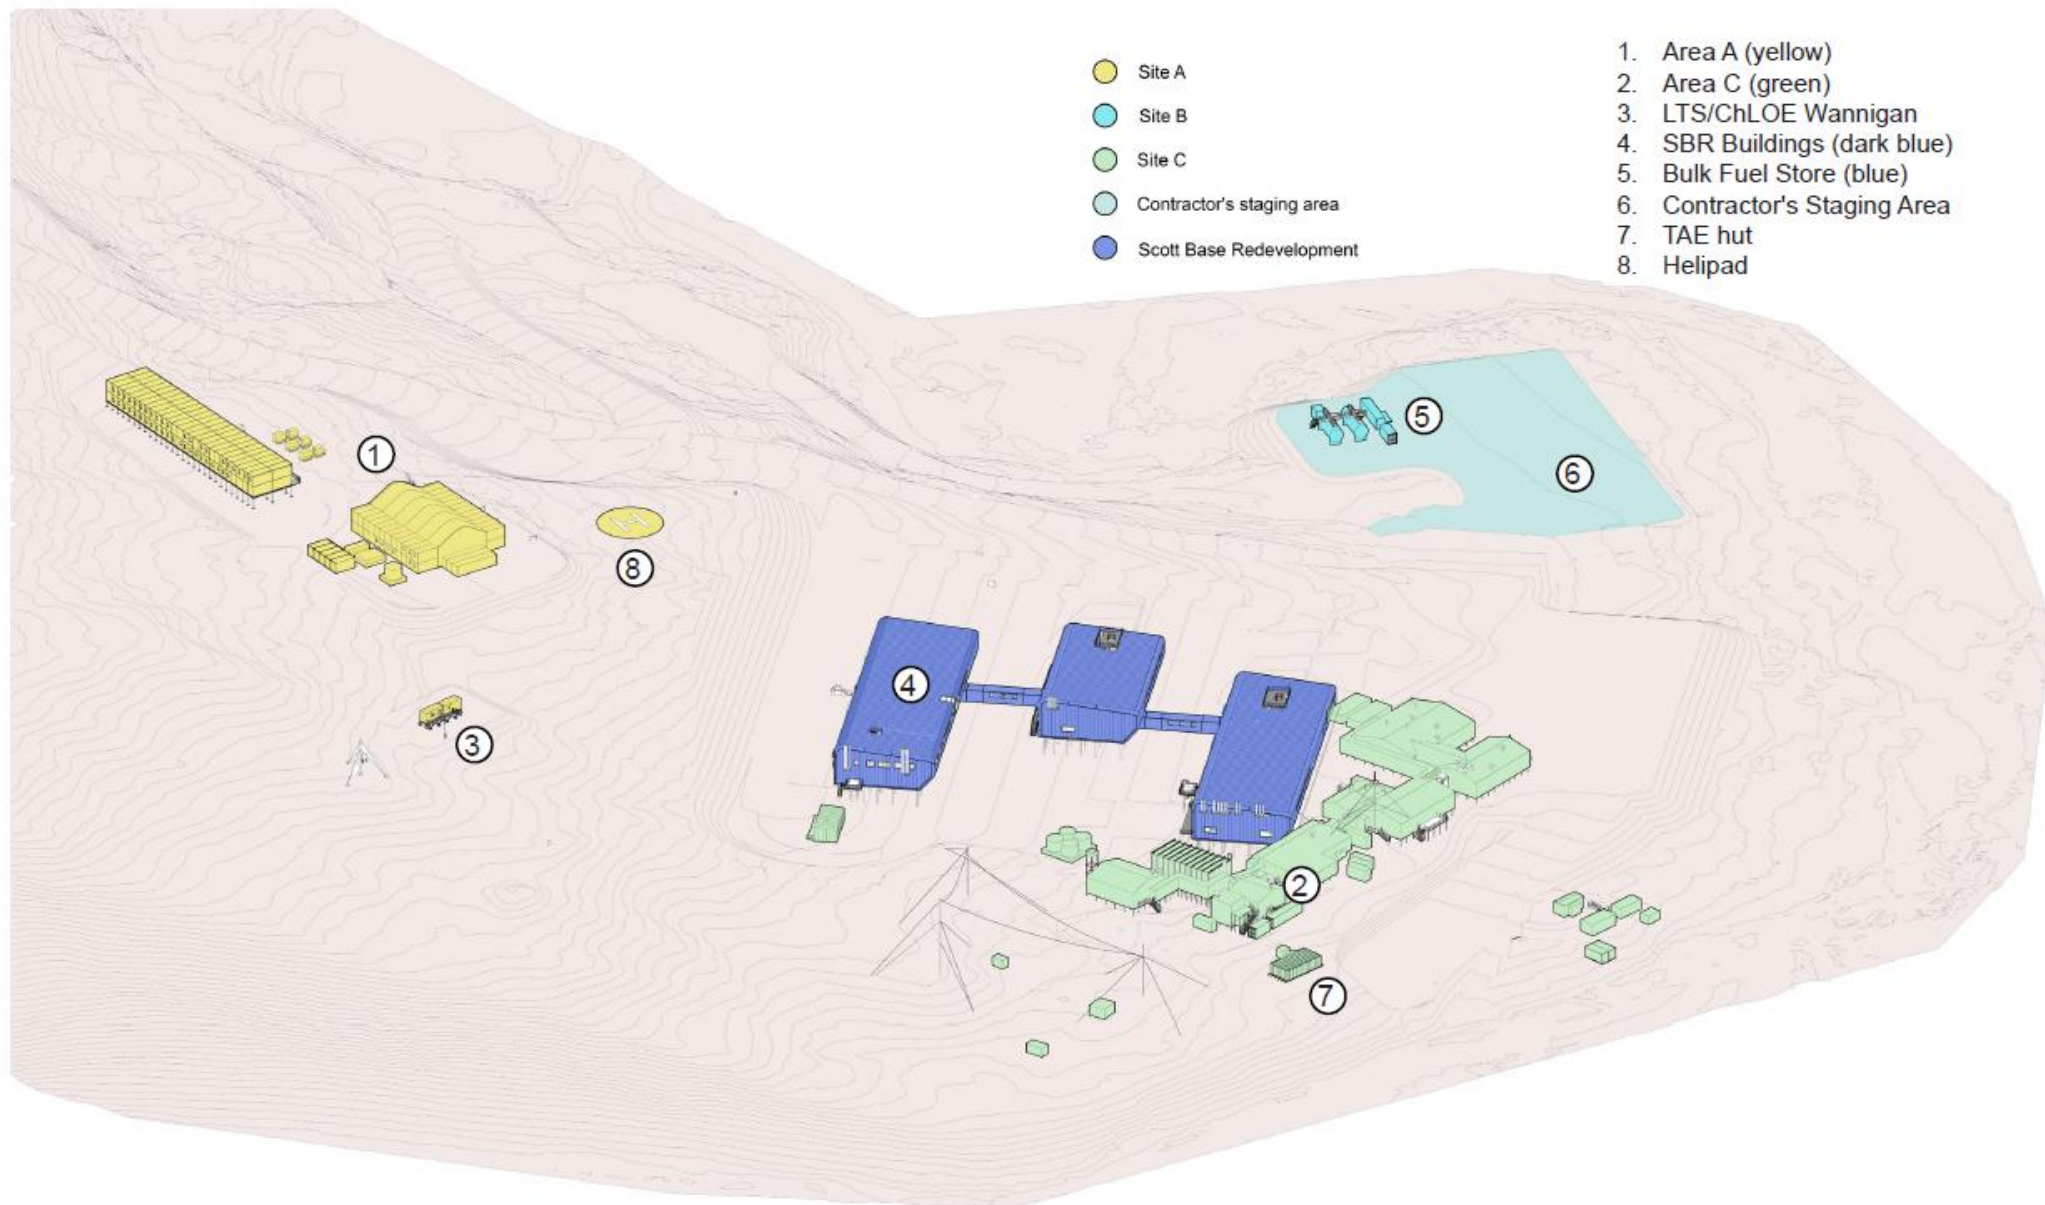 Site A
Site B
Site C
Contractor's staging area
Scott Base Redevelopment
1. Area A (yellow)
2. Area C (green)
3. LTS/ChLOE Wannigan
4. SBR Buildings (dark blue)
5. Bulk Fuel Store (blue)
6. Contractor's Staging Area
7. TAE hut
8. Helipad
5
1
6
H
8
4
3
2
7